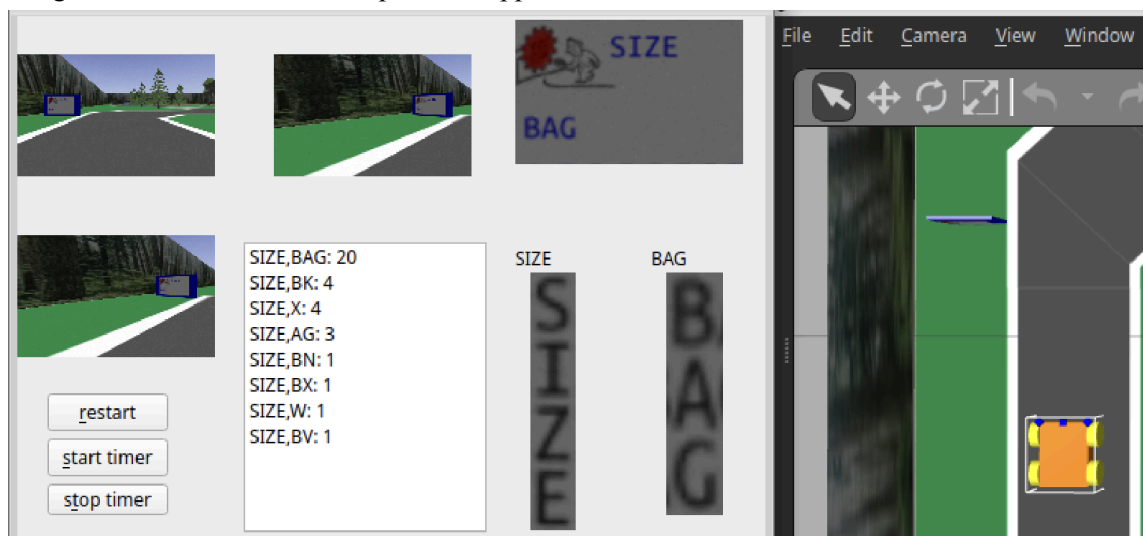 File Edit Camera View Window
SIZE
BAG
SIZE,BAG: 20
SIZE,BK: 4
SIZE,X: 4
SIZE,AG: 3
SIZE,BN: 1
SIZE,BX: 1
SIZE,W: 1
SIZE,BV: 1
SIZE
BAG
SIZE
BAG
restart
start timer
stop timer